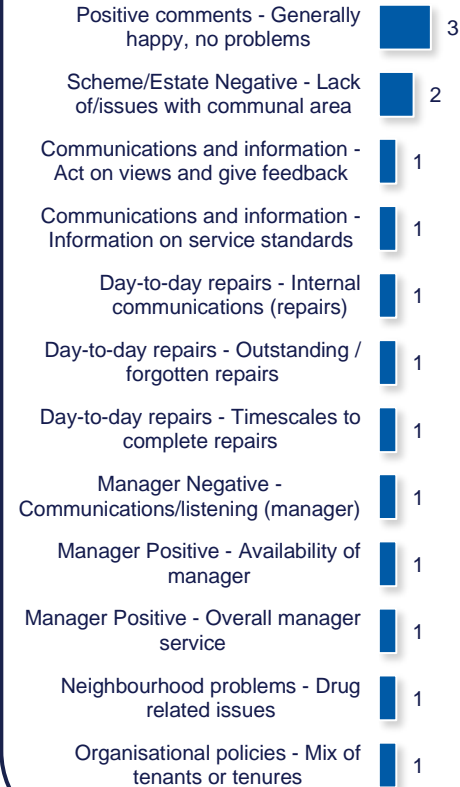 Positive comments - Generally
happy, no problems
3
Scheme/Estate Negative - Lack
of/issues with communal area
2
Communications and information -
Act on views and give feedback
1
Communications and information -
Information on service standards
1
Day-to-day repairs - Internal
communications (repairs)
1
Day-to-day repairs - Outstanding /
forgotten repairs
1
Day-to-day repairs - Timescales to
complete repairs
1
Manager Negative -
Communications/listening (manager)
1
Manager Positive - Availability of
manager
1
Manager Positive - Overall manager
service
1
Neighbourhood problems - Drug
related issues
1
Organisational policies - Mix of
tenants or tenures
1